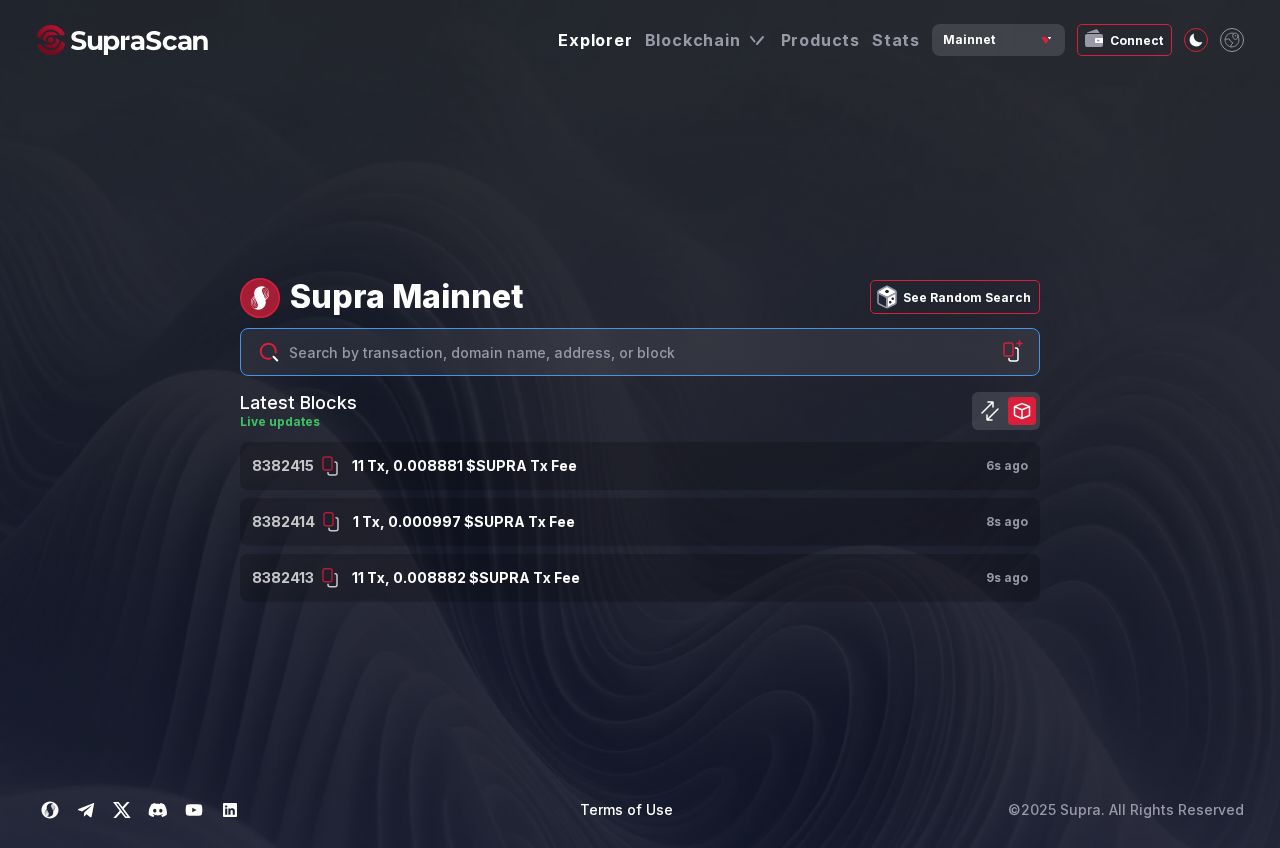 SupraScan
Explorer
Blockchain
Products
Stats
Mainnet
Connect
Supra Mainnet
See Random Search
Search by transaction, domain name, address, or block
Latest Blocks
Live updates
8382415 11 Tx, 0.008881 $SUPRA Tx Fee 6s ago
8382414 1 Tx, 0.000997 $SUPRA Tx Fee 8s ago
8382413 11 Tx, 0.008882 $SUPRA Tx Fee 9s ago
Terms of Use
©2025 Supra. All Rights Reserved